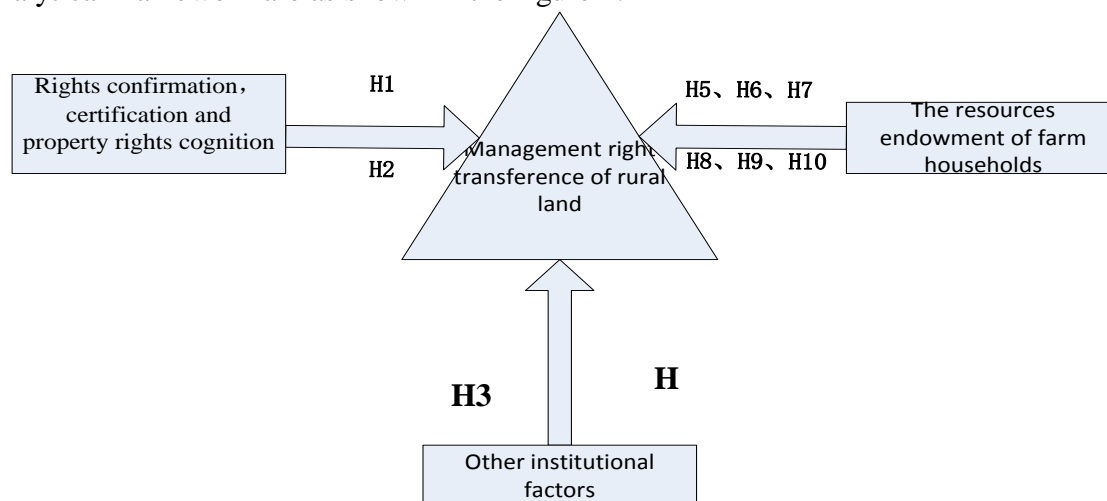 Rights confirmation,
certification and
property rights cognition
H1
H2
Management right
transference of rural
land
H5、H6、H7
H8、H9、H10
The resources
endowment of farm
households
H3
H
Other institutional
factors